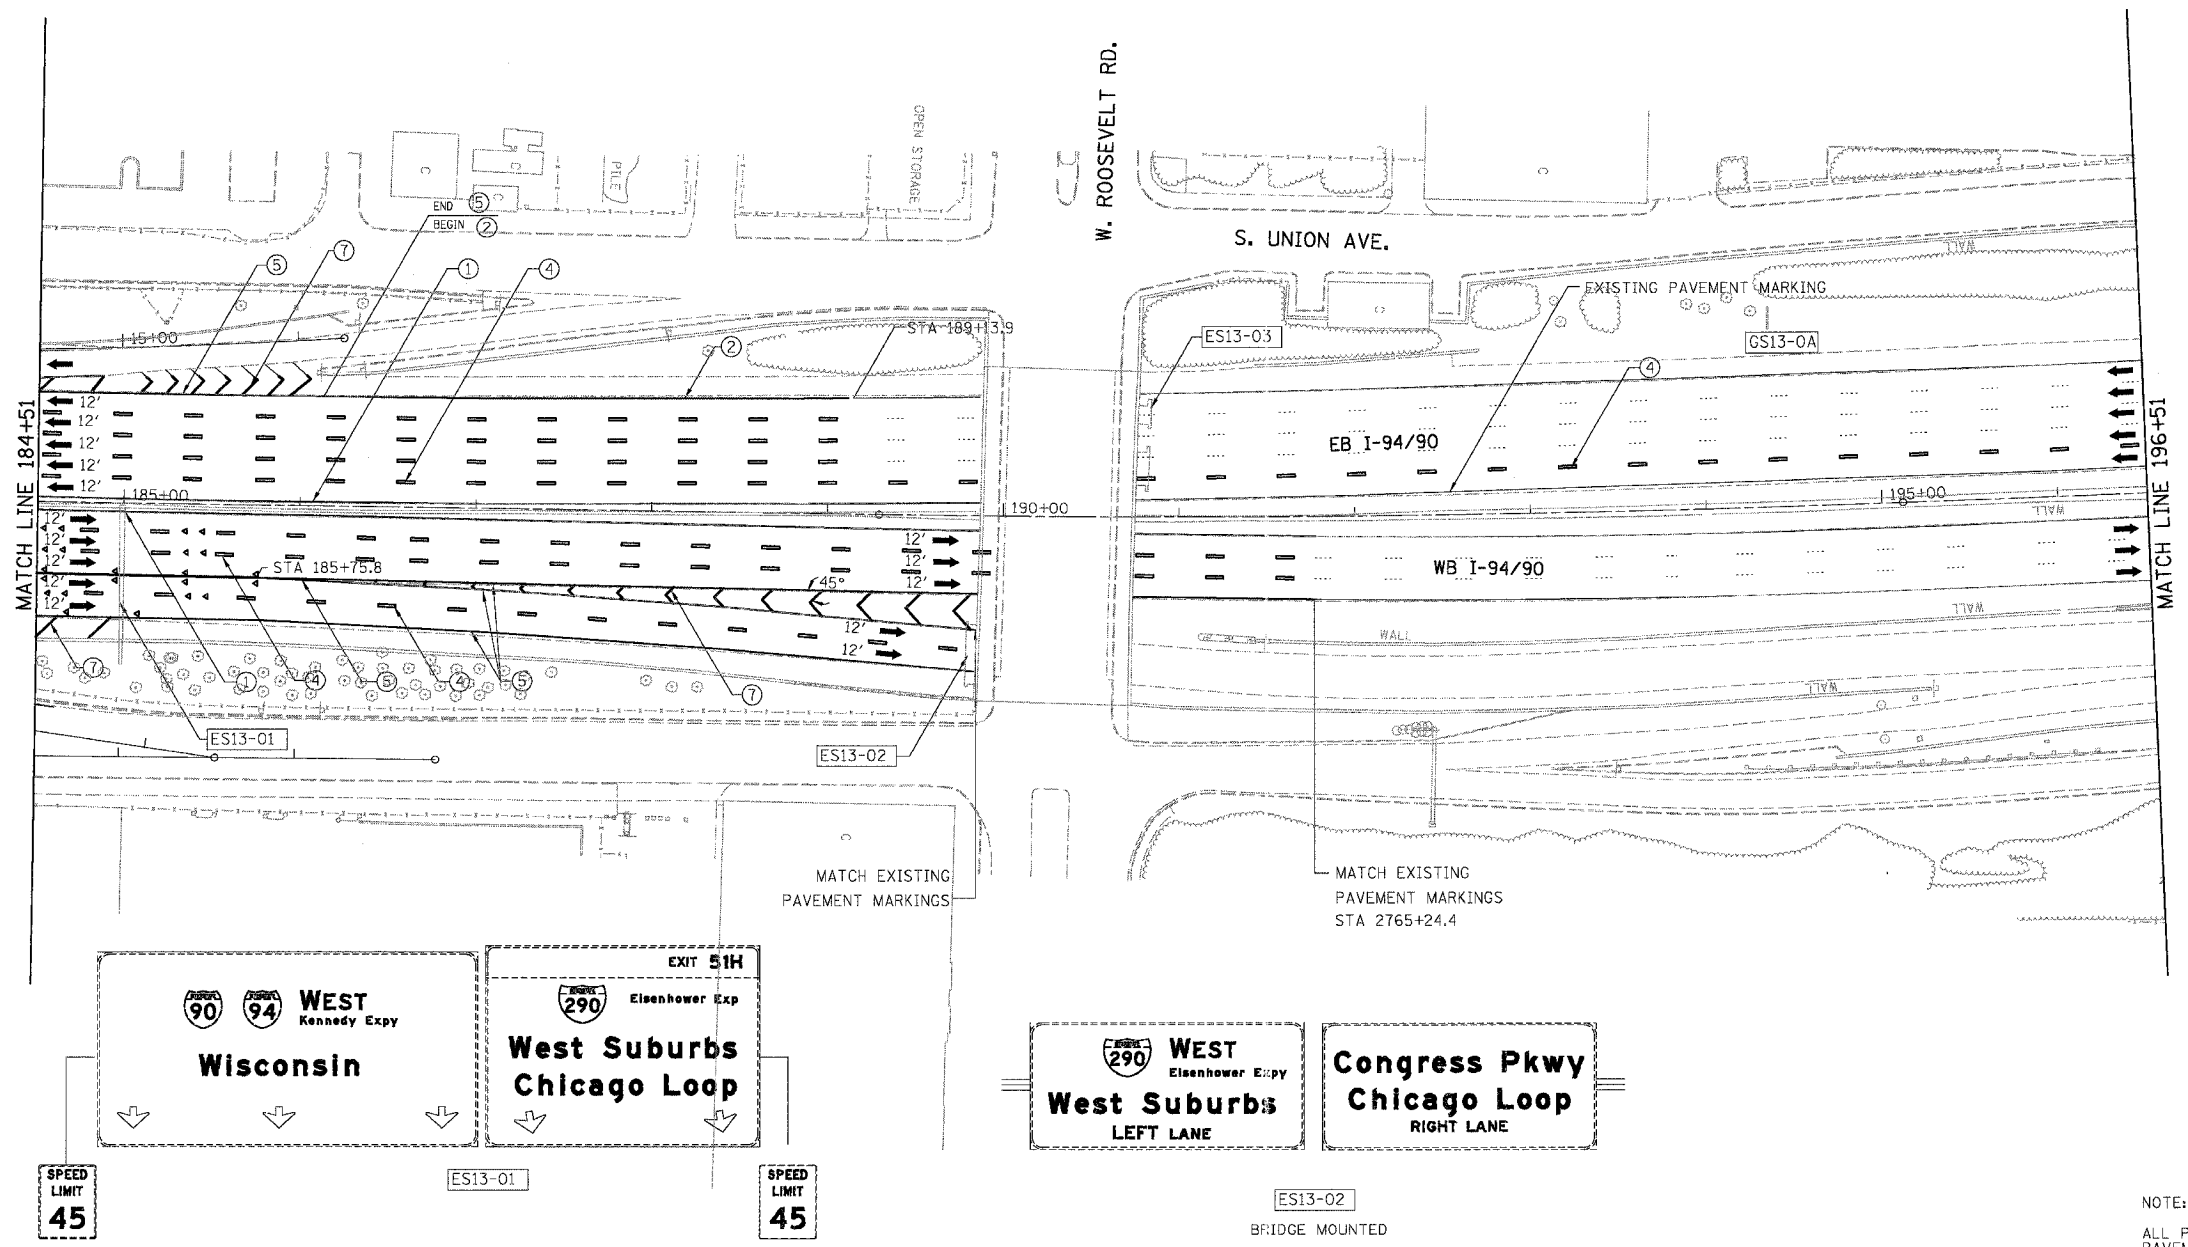 W. ROOSEVELT RD.
OPEN STORAGE
PILE
C
C
C
C
C
END 5
BEGIN 2
S. UNION AVE.
WALL
5
7
1
4
EXISTING PAVEMENT MARKING
15+00
STA 189+13.9
2
ES13-03
GS13-0A
4
12'
12'
12'
12'
12'
EB I-94/90
MATCH LINE 184+51
MATCH LINE 196+51
185+00
190+00
195+00
WALL
12'
12'
12'
12'
12'
12'
12'
12'
STA 185+75.8
45°
WB I-94/90
12'
12'
WALL
WALL
7
1
4
5
4
5
7
WALL
ES13-01
ES13-02
C
MATCH EXISTING
PAVEMENT MARKINGS
MATCH EXISTING
PAVEMENT MARKINGS
STA 2765+24.4
90 94 WEST
Kennedy Expy
Wisconsin
EXIT 51H
290 Eisenhower Exp
West Suburbs
Chicago Loop
290 WEST
Eisenhower Expy
West Suburbs
LEFT LANE
Congress Pkwy
Chicago Loop
RIGHT LANE
SPEED
LIMIT
45
ES13-01
SPEED
LIMIT
45
ES13-02
BRIDGE MOUNTED
NOTE:
ALL P